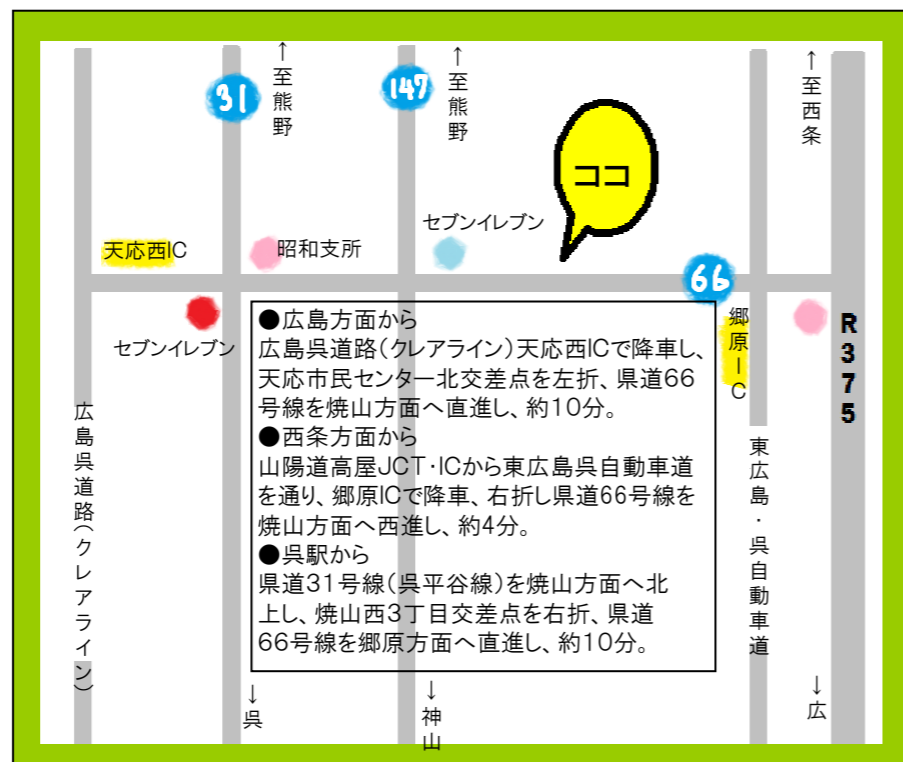 ↑至熊野
↑至熊野
↑至西条
31
147
ココ
セブンイレブン
天応西IC
昭和支所
66
セブンイレブン
郷原IC
R375
●広島方面から
広島呉道路(クレアライン)天応西ICで降車し、
天応市民センター北交差点を左折、県道66
号線を焼山方面へ直進し、約10分。
●西条方面から
山陽道高屋JCT・ICから東広島呉自動車道
を通り、郷原ICで降車、右折し県道66号線を
焼山方面へ西進し、約4分。
●呉駅から
県道31号線(呉平谷線)を焼山方面へ北
上し、焼山西3丁目交差点を右折、県道
66号線を郷原方面へ直進し、約10分。
広島呉道路(クレアライン)
東広島・呉自動車道
↓呉
↓神山
↓広